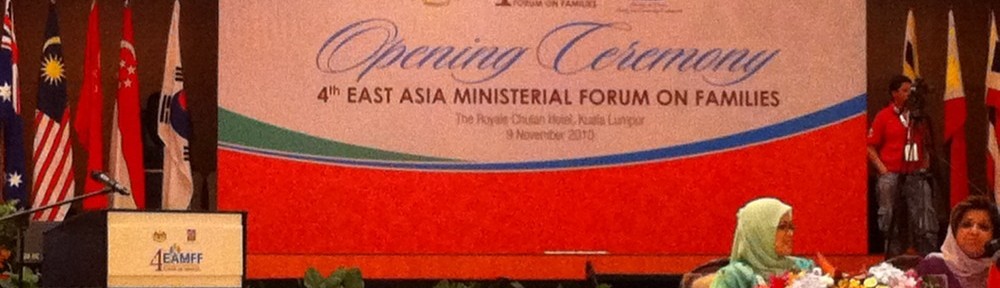 FORUM ON FAMILIES
Opening Ceremony
4th EAST ASIA MINISTERIAL FORUM ON FAMILIES
The Royale Chulan Hotel, Kuala Lumpur
9 November 2010
4EAMFF